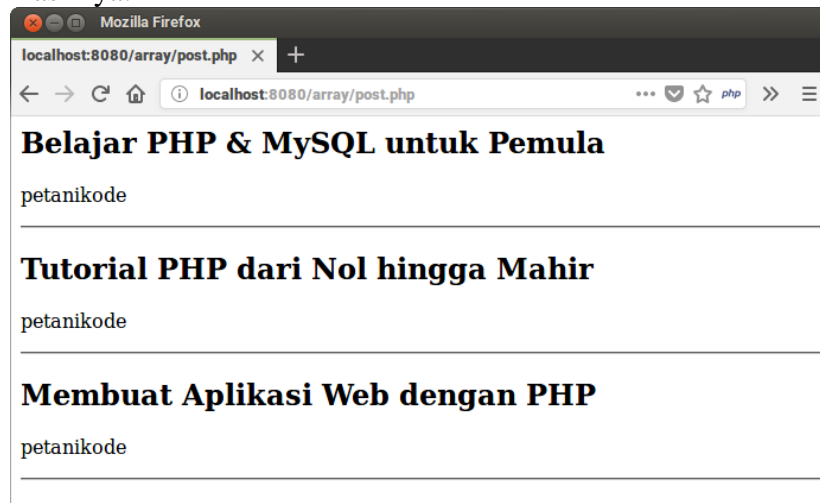 Mozilla Firefox
localhost:8080/array/post.php
localhost:8080/array/post.php
php
Belajar PHP & MySQL untuk Pemula
petanikode
Tutorial PHP dari Nol hingga Mahir
petanikode
Membuat Aplikasi Web dengan PHP
petanikode